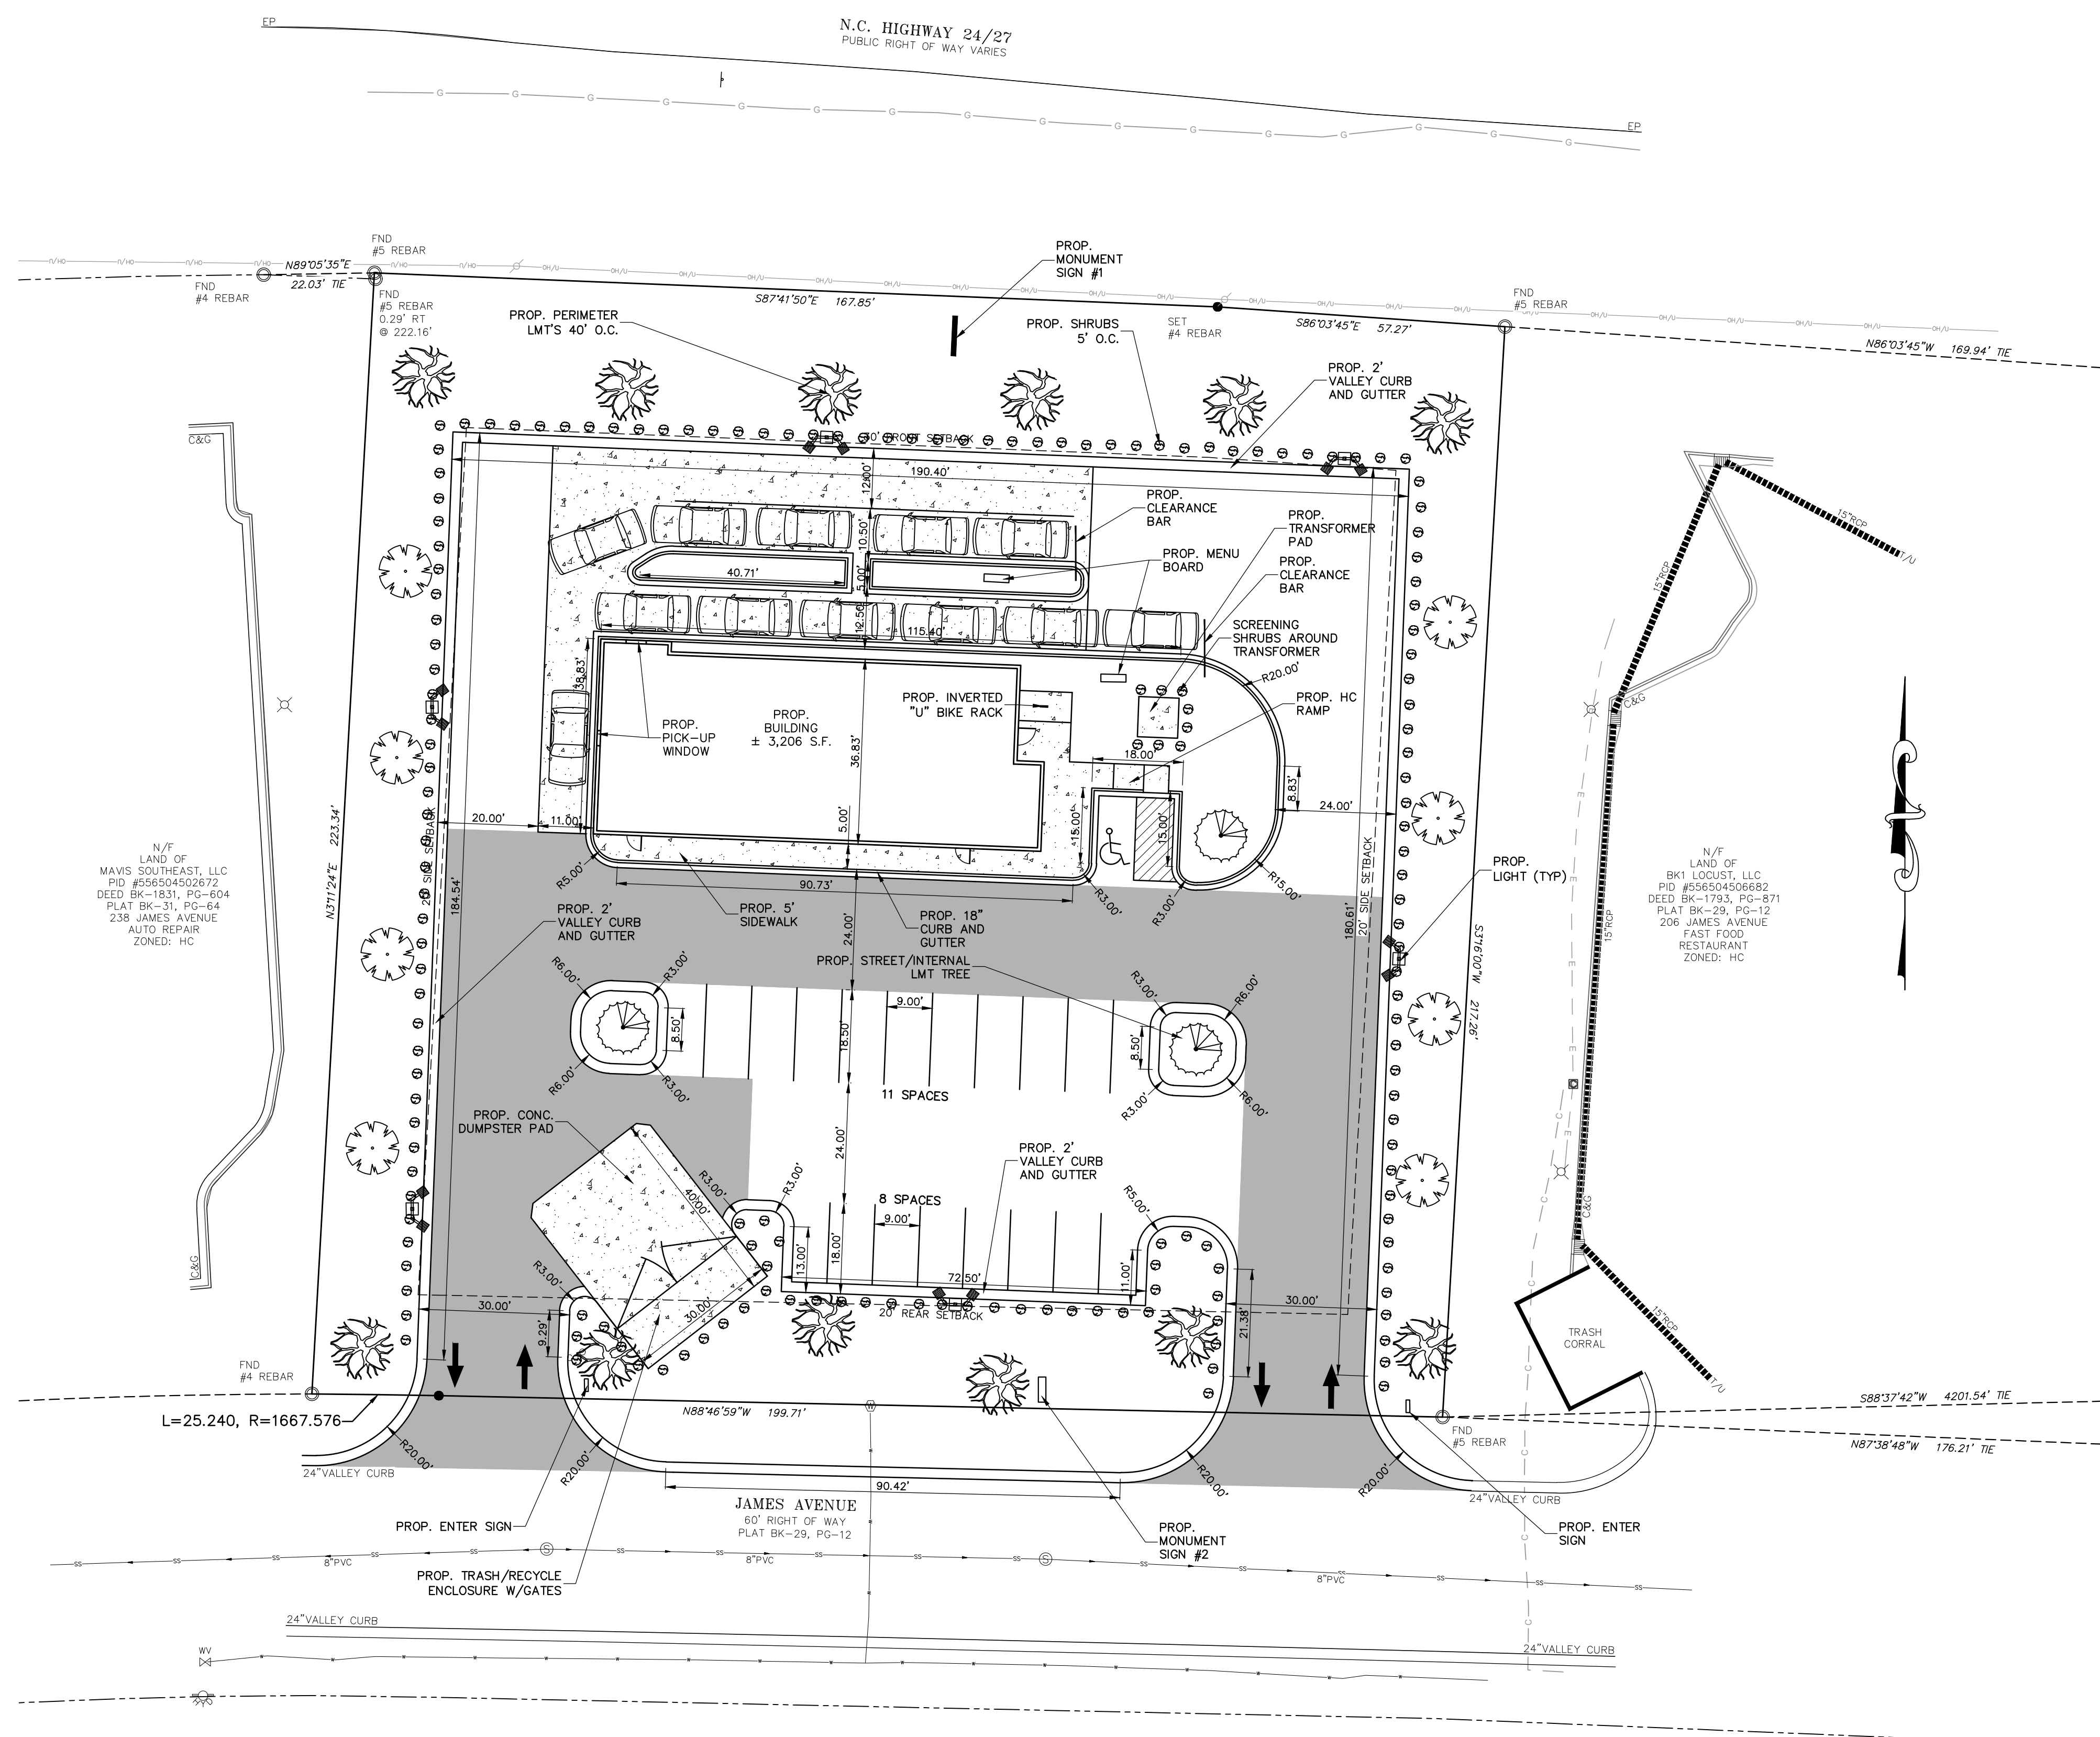 N.C. HIGHWAY 24/27
PUBLIC RIGHT OF WAY VARIES
EP
EP
G G G G G G G G G G G G G G G G
FND
#5 REBAR
N89°05'35"E
22.03' TIE
FND
#4 REBAR
FND
#5 REBAR
0.29' RT
@ 222.16'
S87°41'50"E 167.85'
PROP.
MONUMENT
SIGN #1
SET
#4 REBAR
S86°03'45"E 57.27'
FND
#5 REBAR
N86°03'45"W 169.94' TIE
PROP. PERIMETER
LMT'S 40' O.C.
PROP. SHRUBS
5' O.C.
PROP. 2'
VALLEY CURB
AND GUTTER
C&G
FRONT SETBACK
190.40'
12.00'
10.50'
5.00'
12.50'
40.71'
115.40'
PROP.
CLEARANCE
BAR
PROP. MENU
BOARD
PROP.
TRANSFORMER
PAD
PROP.
CLEARANCE
BAR
SCREENING
SHRUBS AROUND
TRANSFORMER
R20.00'
PROP. HC
RAMP
PROP. INVERTED
"U" BIKE RACK
38.83'
PROP.
PICK-UP
WINDOW
PROP.
BUILDING
± 3,206 S.F.
36.83'
18.00'
8.83'
24.00'
20.00'
11.00'
5.00'
15.00'
15.00'
R5.00'
90.73'
R3.00'
R3.00'
R15.00'
PROP. 5'
SIDEWALK
PROP. 18"
CURB AND
GUTTER
PROP. 2'
VALLEY CURB
AND GUTTER
184.54'
SIDE SETBACK
N3°11'24"E 223.34'
180.61'
20' SIDE SETBACK
S3°16'00"W 217.26'
PROP.
LIGHT (TYP)
N/F
LAND OF
MAVIS SOUTHEAST, LLC
PID #556504502672
DEED BK-1831, PG-604
PLAT BK-31, PG-64
238 JAMES AVENUE
AUTO REPAIR
ZONED: HC
N/F
LAND OF
BK1 LOCUST, LLC
PID #556504506682
DEED BK-1793, PG-871
PLAT BK-29, PG-12
206 JAMES AVENUE
FAST FOOD
RESTAURANT
ZONED: HC
15"RCP
15"RCP
T/U
C&G
15"RCP
C&G
15"RCP
T/U
24.00'
PROP. STREET/INTERNAL
LMT TREE
R6.00'
R3.00'
8.50'
R6.00'
R3.00'
9.00'
18.50'
11 SPACES
R3.00'
R6.00'
8.50'
R3.00'
R6.00'
PROP. CONC.
DUMPSTER PAD
24.00'
PROP. 2'
VALLEY CURB
AND GUTTER
8 SPACES
9.00'
18.00'
13.00'
R3.00'
R3.00'
40.00'
R5.00'
11.00'
72.50'
20' REAR SETBACK
R3.00'
30.00'
30.00'
9.29'
21.38'
30.00'
C&G
FND
#4 REBAR
L=25.240, R=1667.576
N88°46'59"W 199.71'
W
R20.00'
R20.00'
R20.00'
R20.00'
90.42'
24"VALLEY CURB
24"VALLEY CURB
TRASH
CORRAL
FND
#5 REBAR
S88°37'42"W 4201.54' TIE
N87°38'48"W 176.21' TIE
JAMES AVENUE
60' RIGHT OF WAY
PLAT BK-29, PG-12
PROP. ENTER SIGN
PROP.
MONUMENT
SIGN #2
PROP. ENTER
SIGN
8"PVC
8"PVC
8"PVC
S
S
PROP. TRASH/RECYCLE
ENCLOSURE W/GATES
24"VALLEY CURB
24"VALLEY CURB
WV